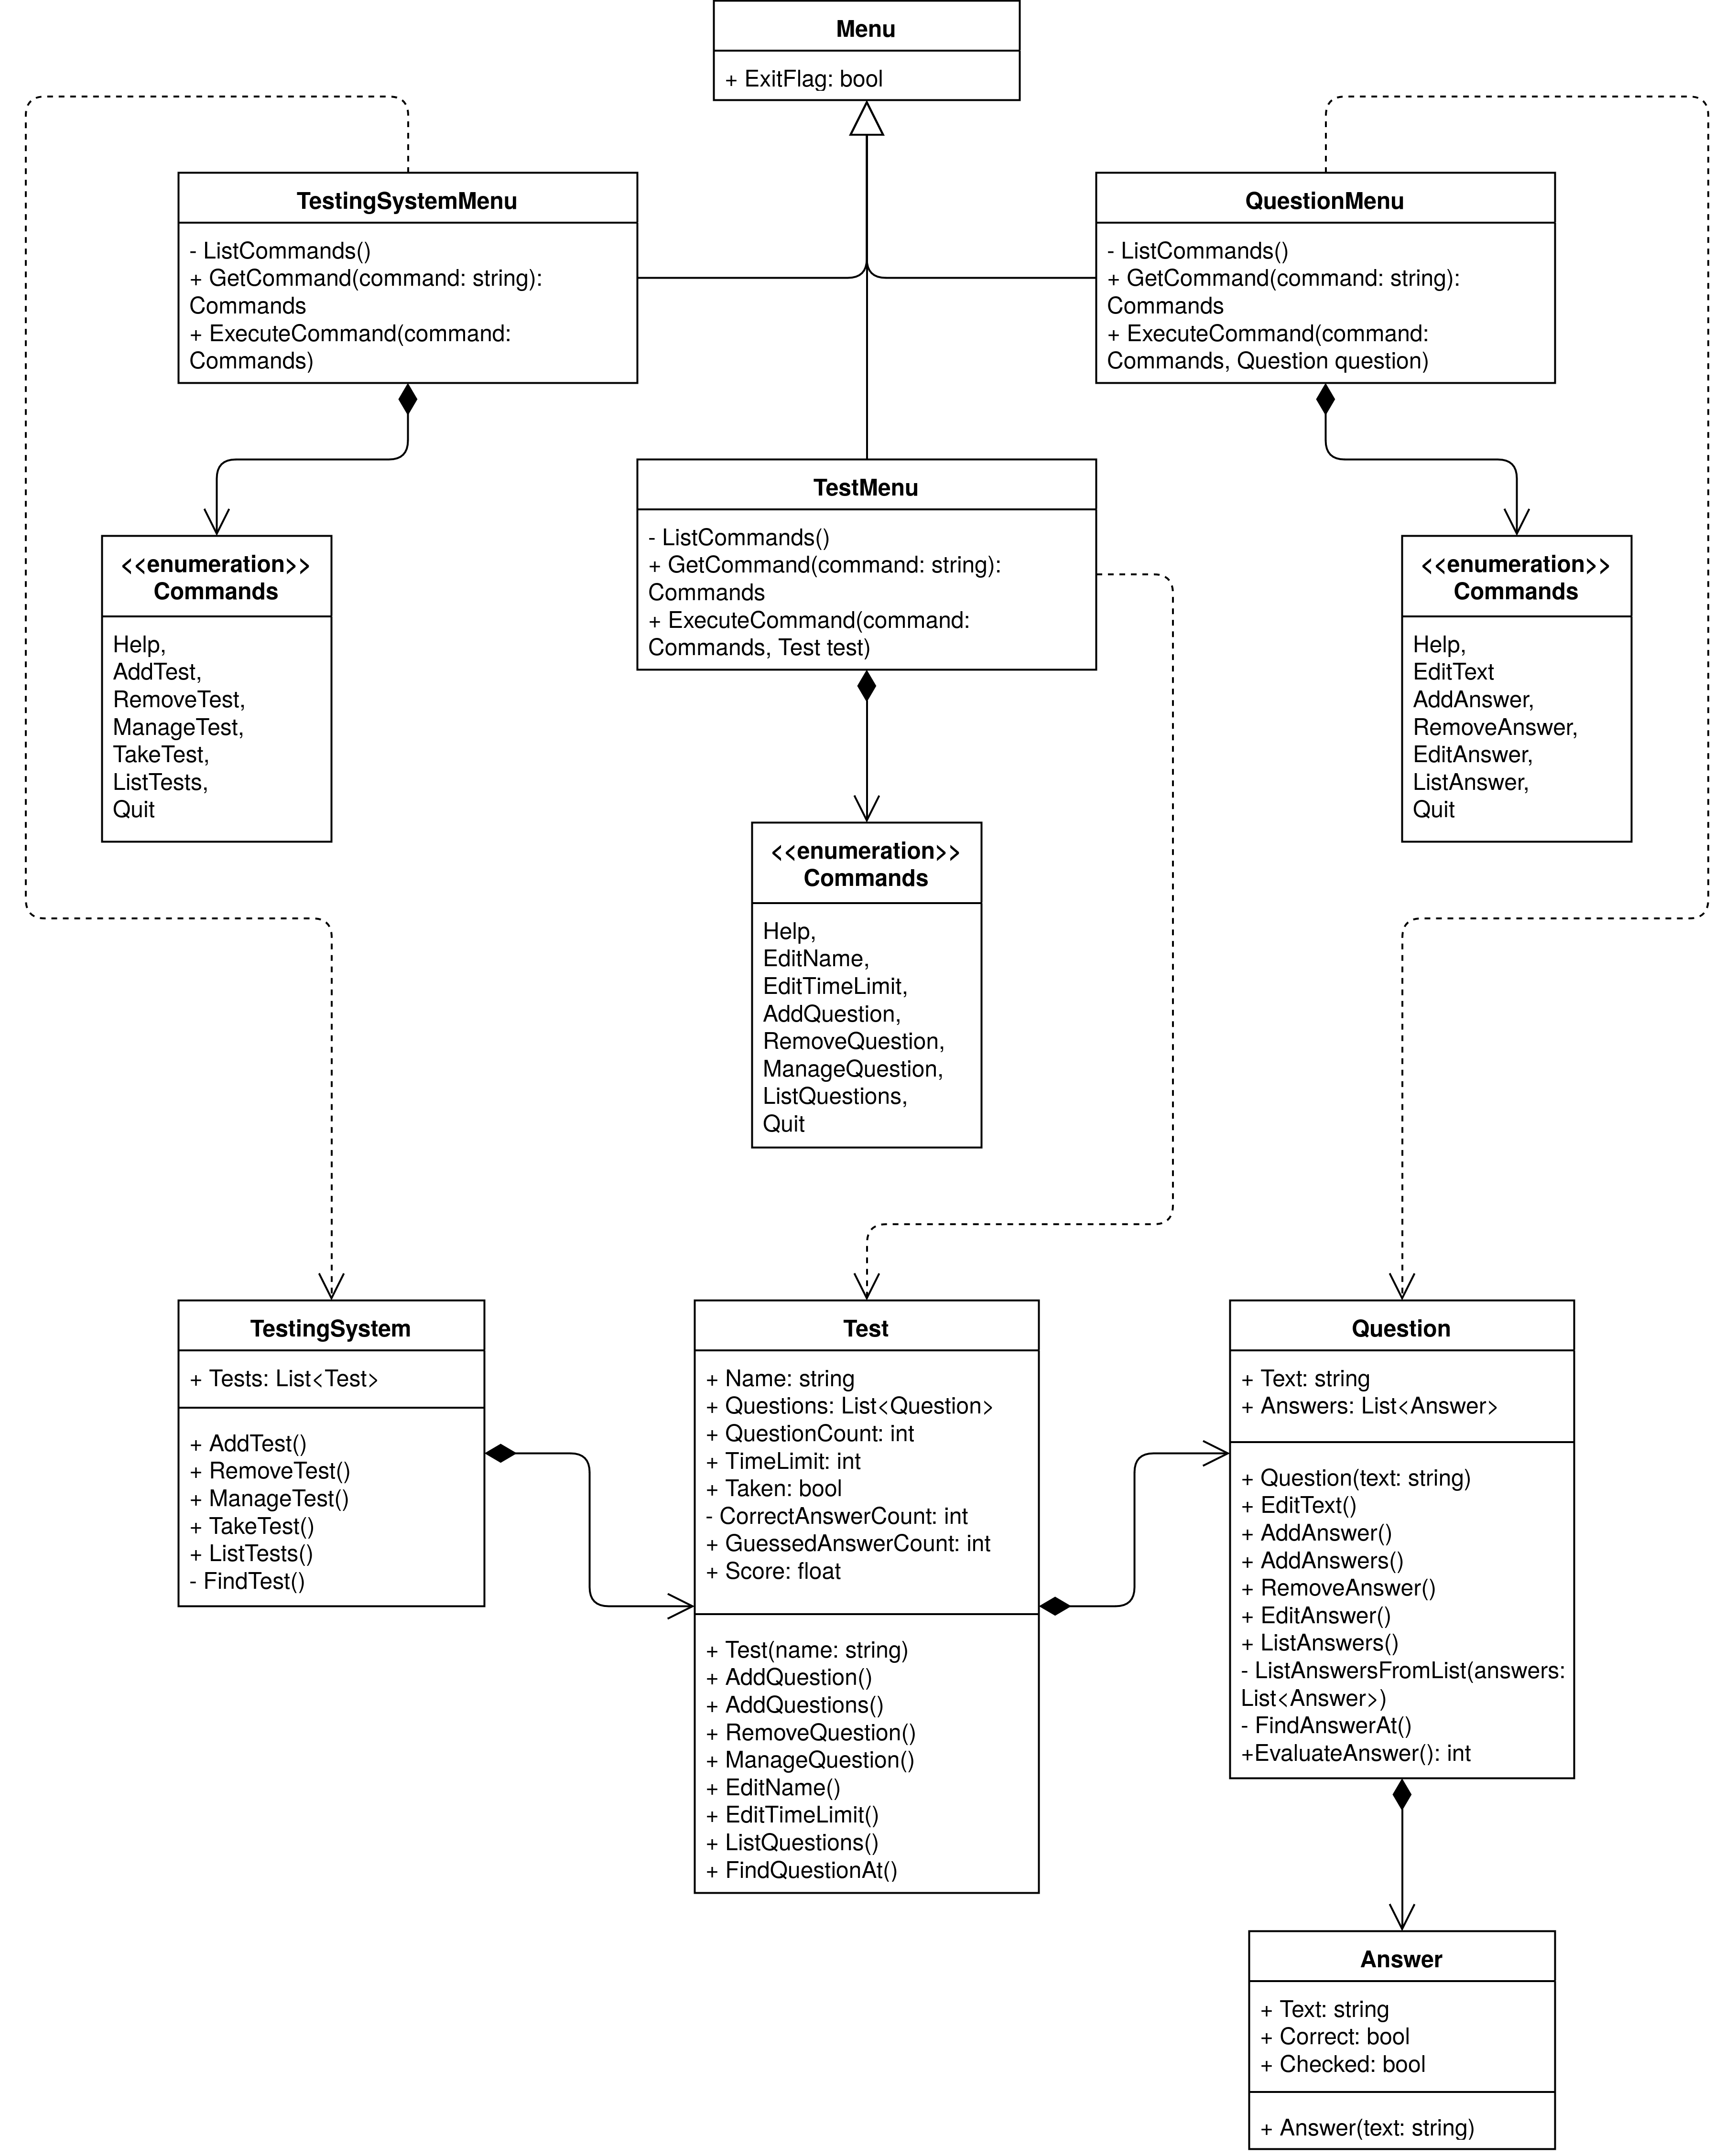 Menu
+ ExitFlag: bool
TestingSystemMenu
- ListCommands()
+ GetCommand(command: string):
Commands
+ ExecuteCommand(command:
Commands)
QuestionMenu
- ListCommands()
+ GetCommand(command: string):
Commands
+ ExecuteCommand(command:
Commands, Question question)
TestMenu
- ListCommands()
+ GetCommand(command: string):
Commands
+ ExecuteCommand(command:
Commands, Test test)
<<enumeration>>
Commands
Help,
AddTest,
RemoveTest,
ManageTest,
TakeTest,
ListTests,
Quit
<<enumeration>>
Commands
Help,
EditText
AddAnswer,
RemoveAnswer,
EditAnswer,
ListAnswer,
Quit
<<enumeration>>
Commands
Help,
EditName,
EditTimeLimit,
AddQuestion,
RemoveQuestion,
ManageQuestion,
ListQuestions,
Quit
TestingSystem
+ Tests: List<Test>
+ AddTest()
+ RemoveTest()
+ ManageTest()
+ TakeTest()
+ ListTests()
- FindTest()
Test
+ Name: string
+ Questions: List<Question>
+ QuestionCount: int
+ TimeLimit: int
+ Taken: bool
- CorrectAnswerCount: int
+ GuessedAnswerCount: int
+ Score: float
+ Test(name: string)
+ AddQuestion()
+ AddQuestions()
+ RemoveQuestion()
+ ManageQuestion()
+ EditName()
+ EditTimeLimit()
+ ListQuestions()
+ FindQuestionAt()
Question
+ Text: string
+ Answers: List<Answer>
+ Question(text: string)
+ EditText()
+ AddAnswer()
+ AddAnswers()
+ RemoveAnswer()
+ EditAnswer()
+ ListAnswers()
- ListAnswersFromList(answers:
List<Answer>)
- FindAnswerAt()
+EvaluateAnswer(): int
Answer
+ Text: string
+ Correct: bool
+ Checked: bool
+ Answer(text: string)